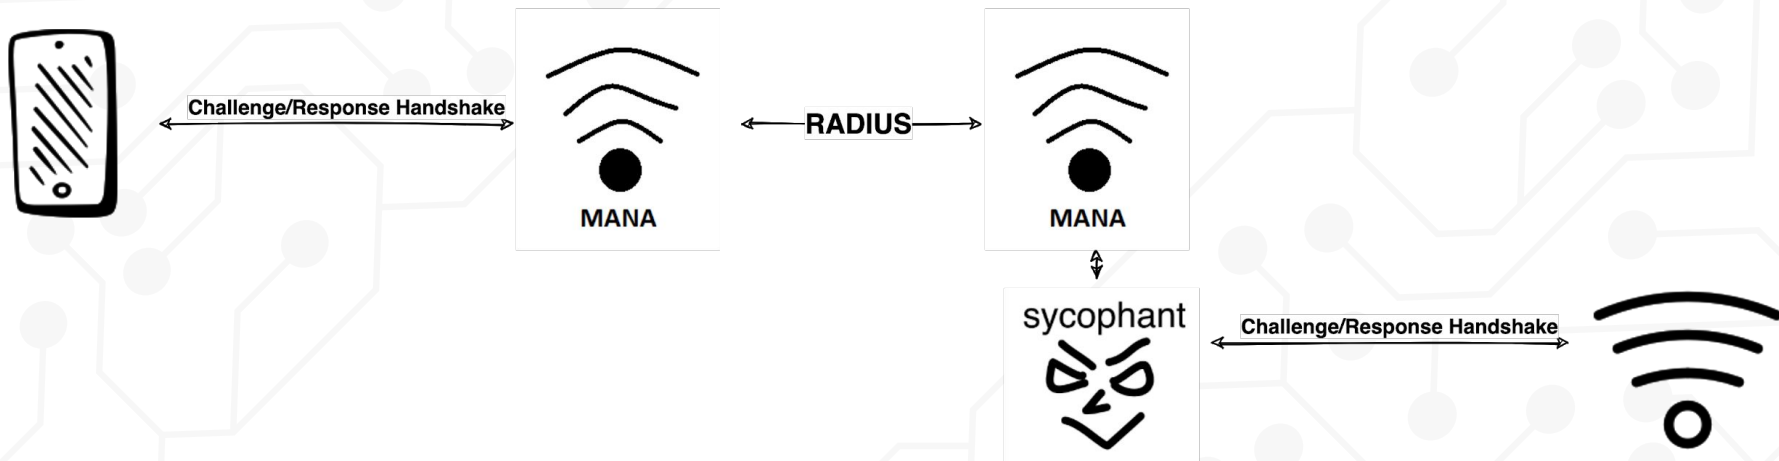 Challenge/Response Handshake
RADIUS
MANA
MANA
sycophant
Challenge/Response Handshake